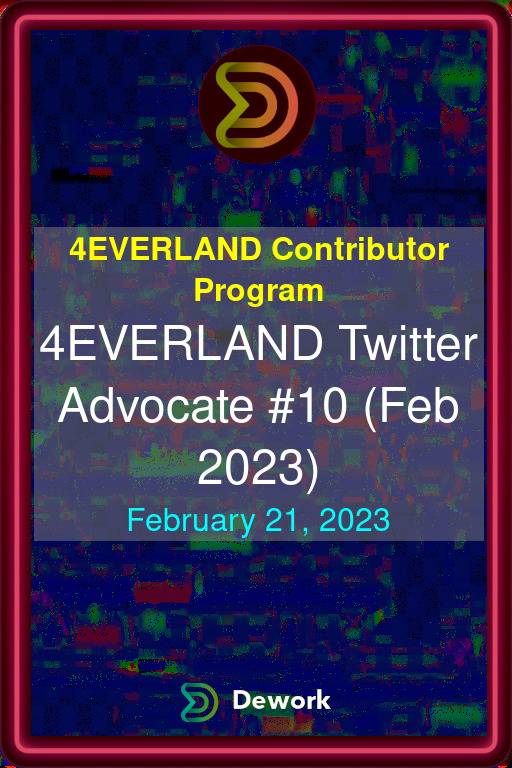 4EVERLAND Contributor
Program
4EVERLAND Twitter
Advocate #10 (Feb
2023)
February 21, 2023
Dework